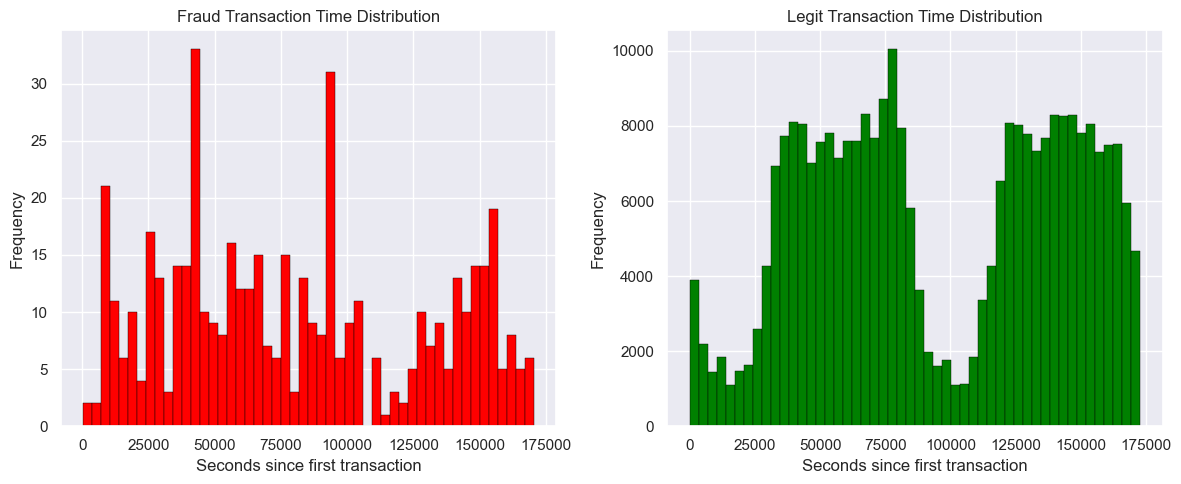 Fraud Transaction Time Distribution
30
25
20
15
10
5
0
Frequency
0 25000 50000 75000 100000 125000 150000 175000
Seconds since first transaction
Legit Transaction Time Distribution
10000
8000
6000
4000
2000
0
Frequency
0 25000 50000 75000 100000 125000 150000 175000
Seconds since first transaction